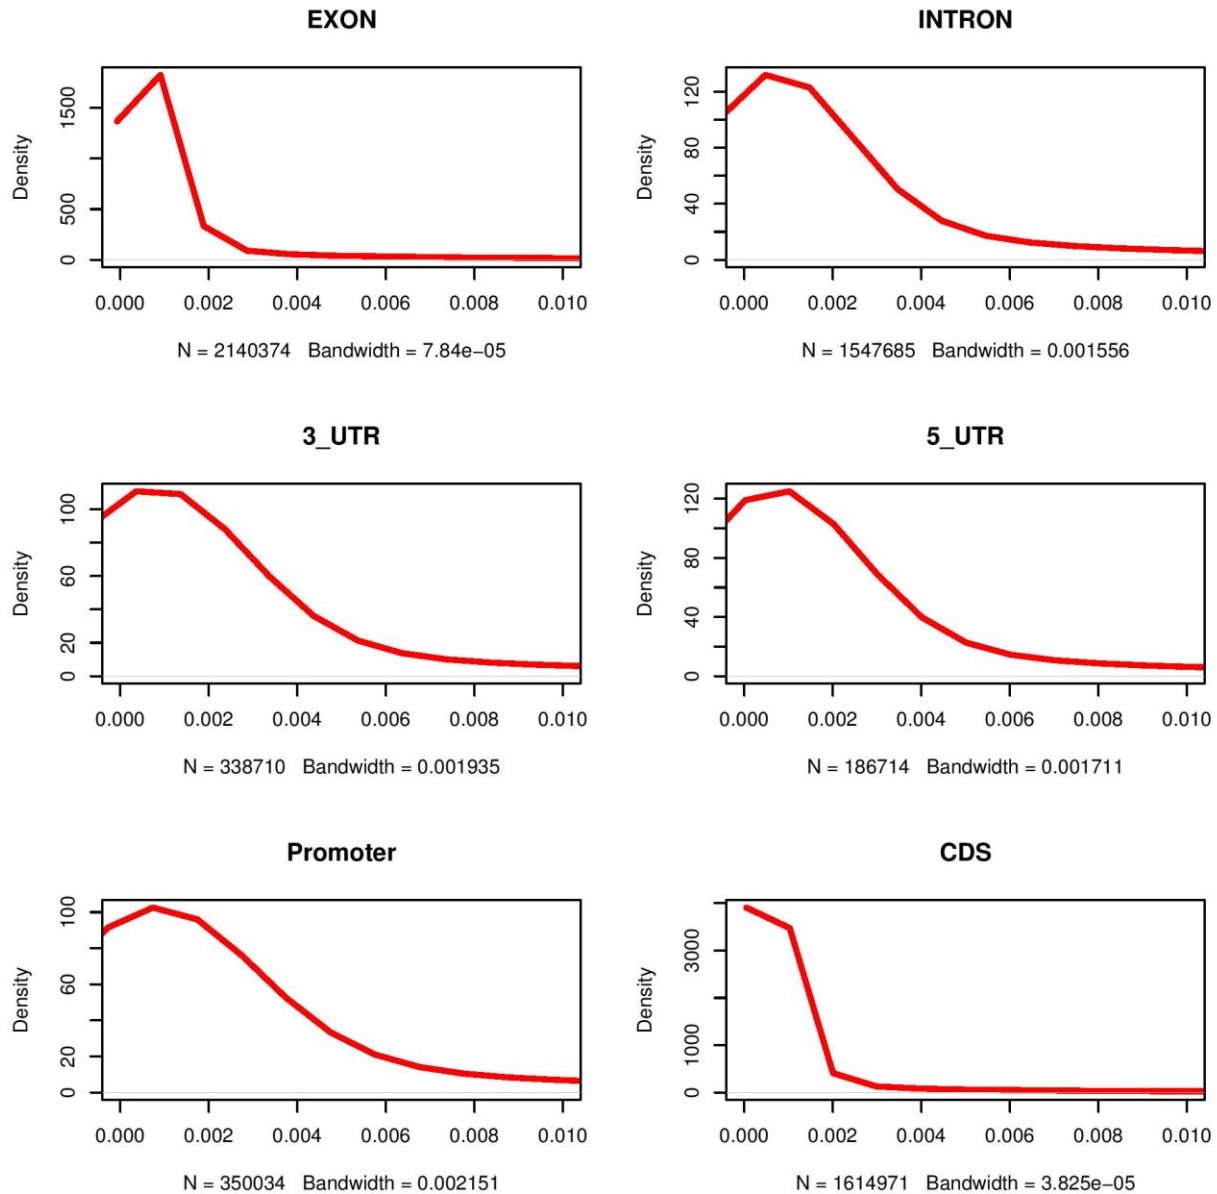 EXON
Density
0 500 1500
0.000 0.002 0.004 0.006 0.008 0.010
N = 2140374 Bandwidth = 7.84e−05
INTRON
Density
0 40 80 120
0.000 0.002 0.004 0.006 0.008 0.010
N = 1547685 Bandwidth = 0.001556
3_UTR
Density
0 20 60 100
0.000 0.002 0.004 0.006 0.008 0.010
N = 338710 Bandwidth = 0.001935
5_UTR
Density
0 40 80 120
0.000 0.002 0.004 0.006 0.008 0.010
N = 186714 Bandwidth = 0.001711
Promoter
Density
0 20 60 100
0.000 0.002 0.004 0.006 0.008 0.010
N = 350034 Bandwidth = 0.002151
CDS
Density
0 1000 3000
0.000 0.002 0.004 0.006 0.008 0.010
N = 1614971 Bandwidth = 3.825e−05